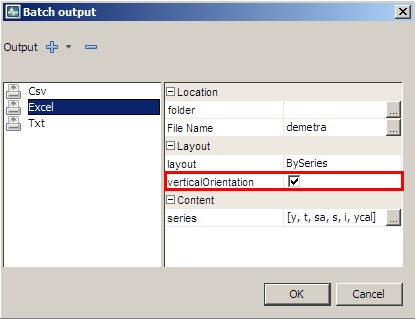 Batch output
Output
Csv
Excel
Txt
Location
folder ...
File Name demetra ...
Layout
layout BySeries
verticalOrientation
Content
series [y, t, sa, s, i, ycal] ...
OK Cancel